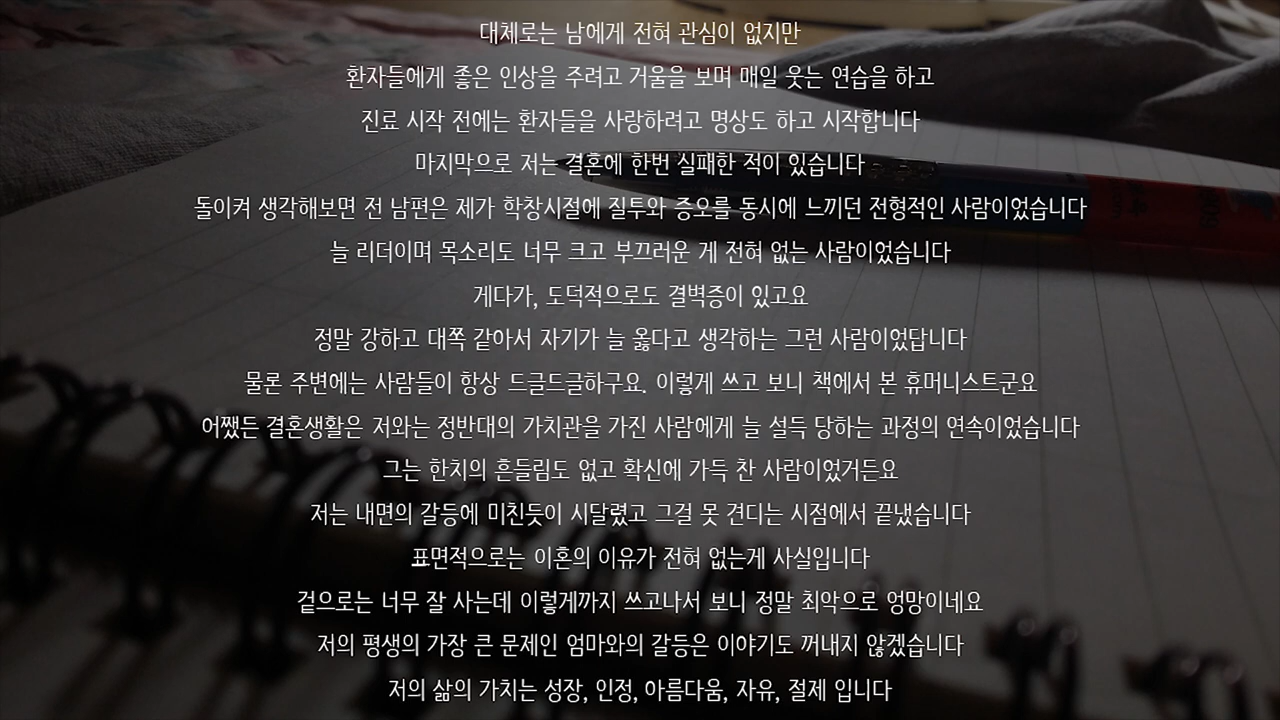 대체로는 남에게 전혀 관심이 없지만
환자들에게 좋은 인상을 주려고 거울을 보며 매일 웃는 연습을 하고
진료 시작 전에는 환자들을 사랑하려고 명상도 하고 시작합니다
마지막으로 저는 결혼에 한번 실패한 적이 있습니다
돌이켜 생각해보면 전 남편은 제가 학창시절에 질투와 증오를 동시에 느끼던 전형적인 사람이었습니다
늘 리더이며 목소리도 너무 크고 부끄러운 게 전혀 없는 사람이었습니다
게다가, 도덕적으로도 결벽증이 있고요
정말 강하고 대쪽 같아서 자기가 늘 옳다고 생각하는 그런 사람이었답니다
물론 주변에는 사람들이 항상 드글드글하구요. 이렇게 쓰고 보니 책에서 본 휴머니스트군요
어쨌든 결혼생활은 저와는 정반대의 가치관을 가진 사람에게 늘 설득 당하는 과정의 연속이었습니다
그는 한치의 흔들림도 없고 확신에 가득 찬 사람이었거든요
저는 내면의 갈등에 미친듯이 시달렸고 그걸 못 견디는 시점에서 끝냈습니다
표면적으로는 이혼의 이유가 전혀 없는게 사실입니다
겉으로는 너무 잘 사는데 이렇게까지 쓰고나서 보니 정말 최악으로 엉망이네요
저의 평생의 가장 큰 문제인 엄마와의 갈등은 이야기도 꺼내지 않겠습니다
저의 삶의 가치는 성장, 인정, 아름다움, 자유, 절제 입니다